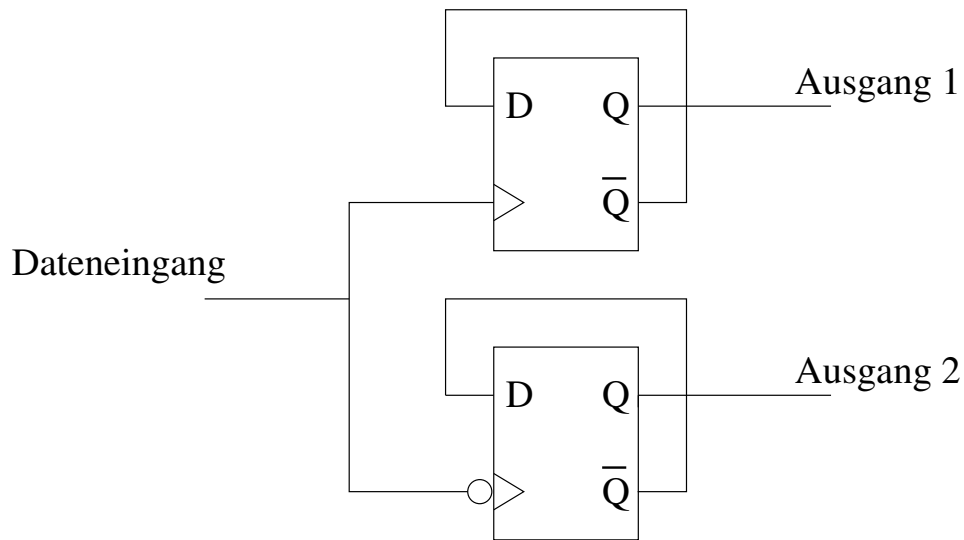 Ausgang 1
D Q
Q̅
Dateneingang
Ausgang 2
D Q
Q̅